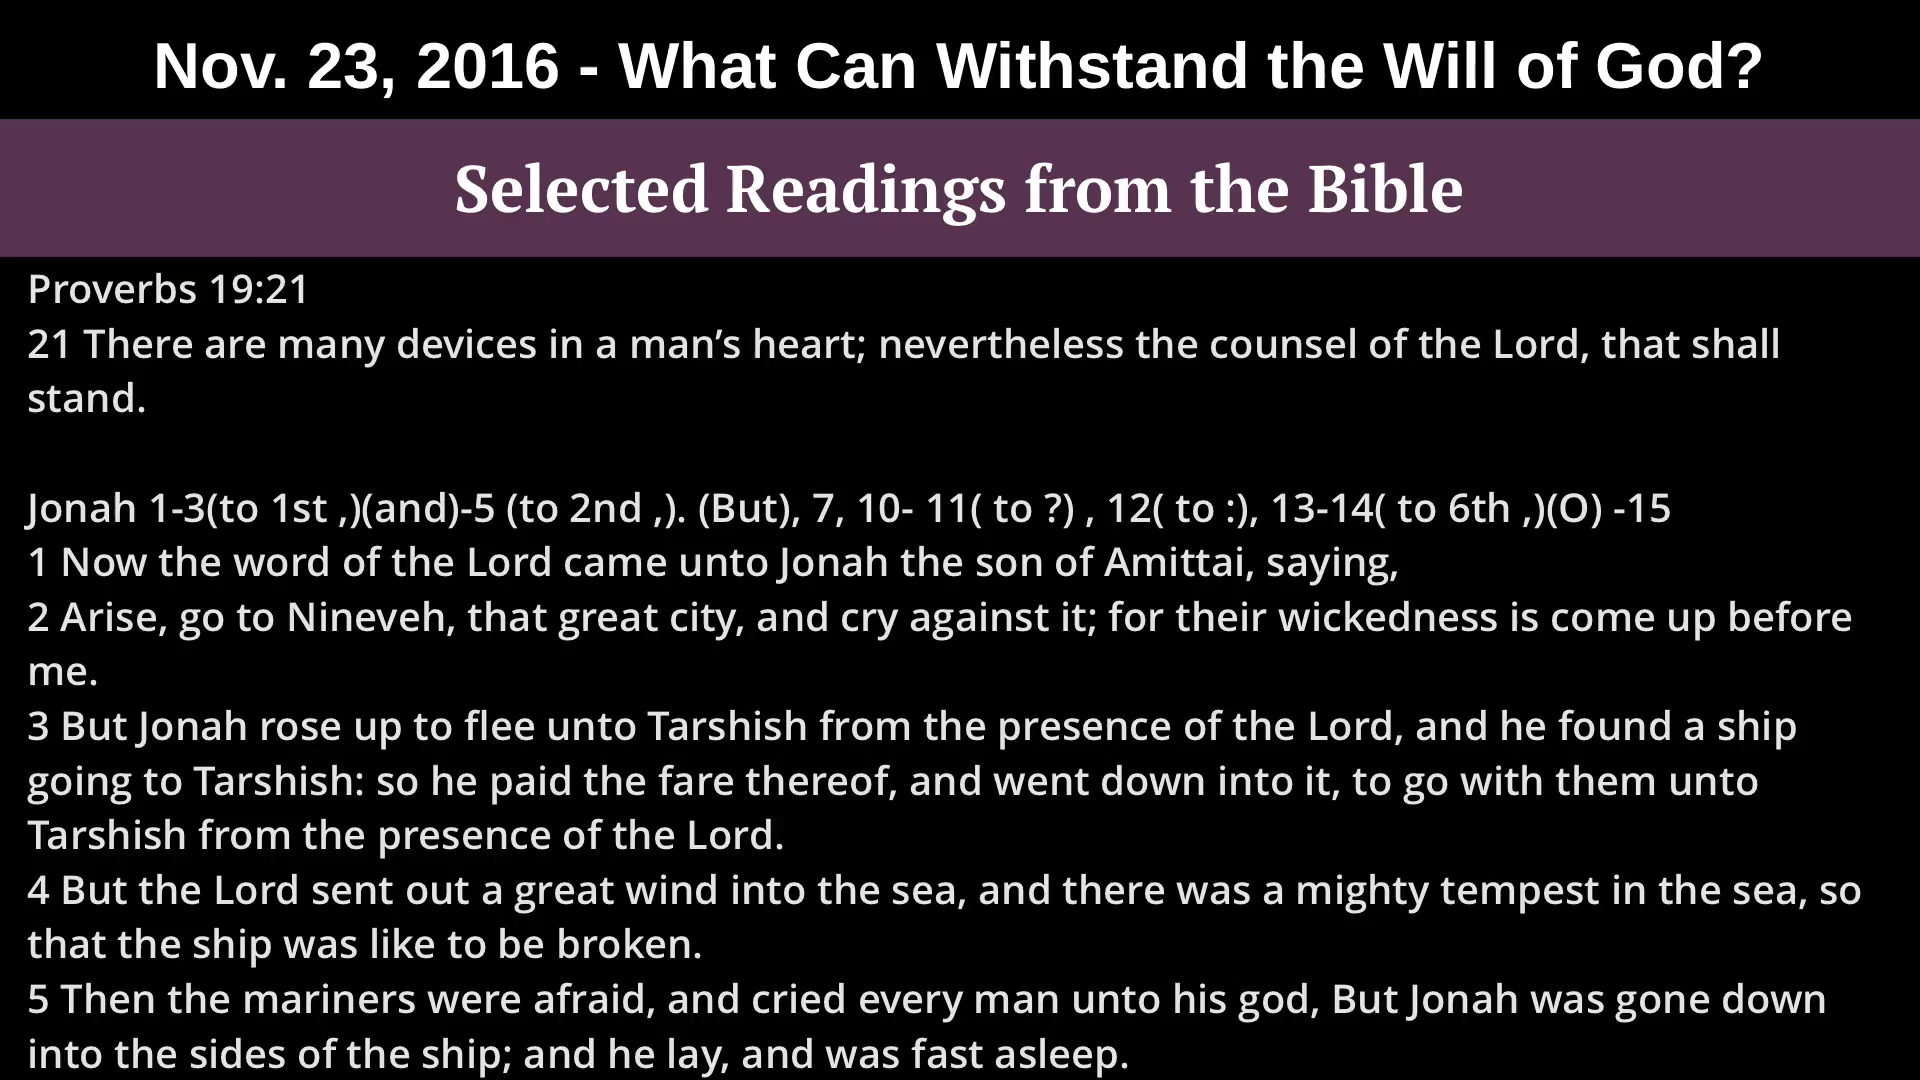 Nov. 23, 2016 - What Can Withstand the Will of God?
Selected Readings from the Bible
Proverbs 19:21
21 There are many devices in a man’s heart; nevertheless the counsel of the Lord, that shall
stand.
Jonah 1-3(to 1st ,)(and)-5 (to 2nd ,). (But), 7, 10- 11( to ?) , 12( to :), 13-14( to 6th ,)(O) -15
1 Now the word of the Lord came unto Jonah the son of Amittai, saying,
2 Arise, go to Nineveh, that great city, and cry against it; for their wickedness is come up before
me.
3 But Jonah rose up to flee unto Tarshish from the presence of the Lord, and he found a ship
going to Tarshish: so he paid the fare thereof, and went down into it, to go with them unto
Tarshish from the presence of the Lord.
4 But the Lord sent out a great wind into the sea, and there was a mighty tempest in the sea, so
that the ship was like to be broken.
5 Then the mariners were afraid, and cried every man unto his god, But Jonah was gone down
into the sides of the ship; and he lay, and was fast asleep.